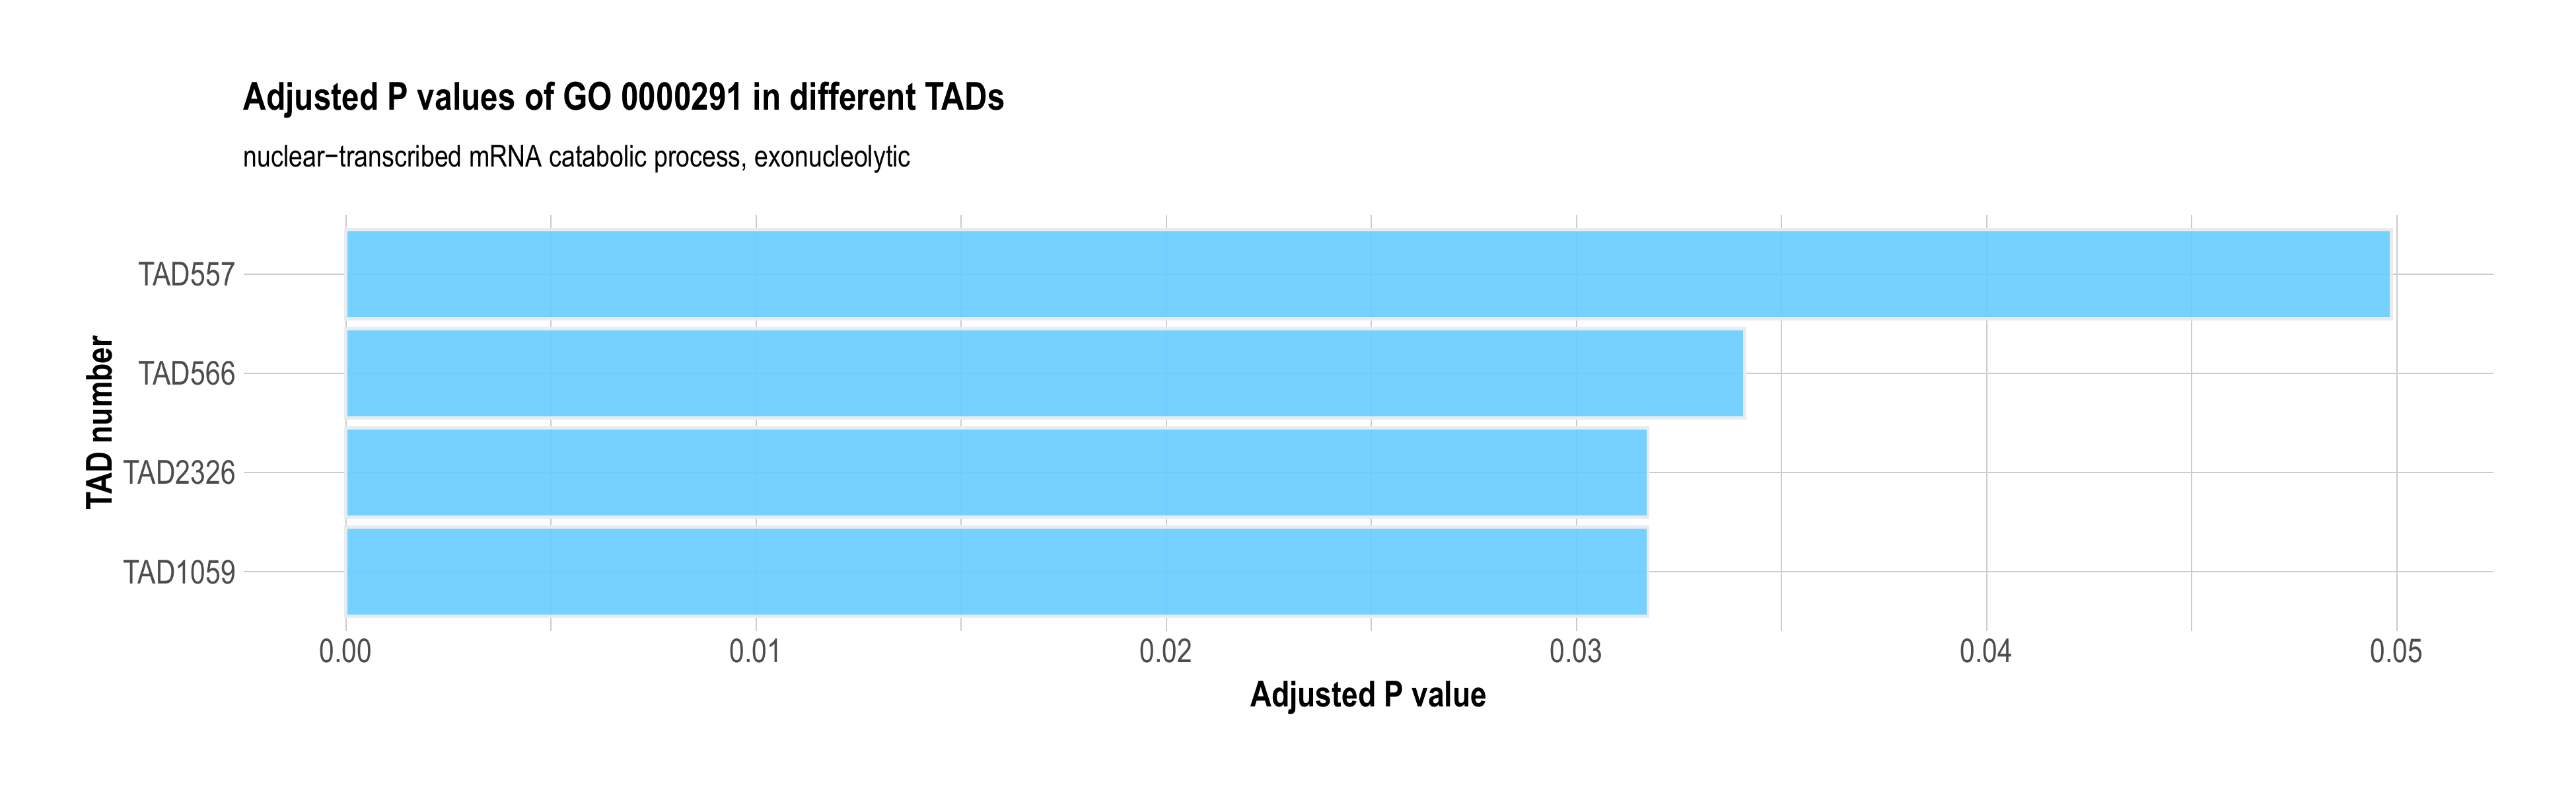 Adjusted P values of GO 0000291 in different TADs
nuclear−transcribed mRNA catabolic process, exonucleolytic
TAD number
TAD557
TAD566
TAD2326
TAD1059
0.00 0.01 0.02 0.03 0.04 0.05
Adjusted P value